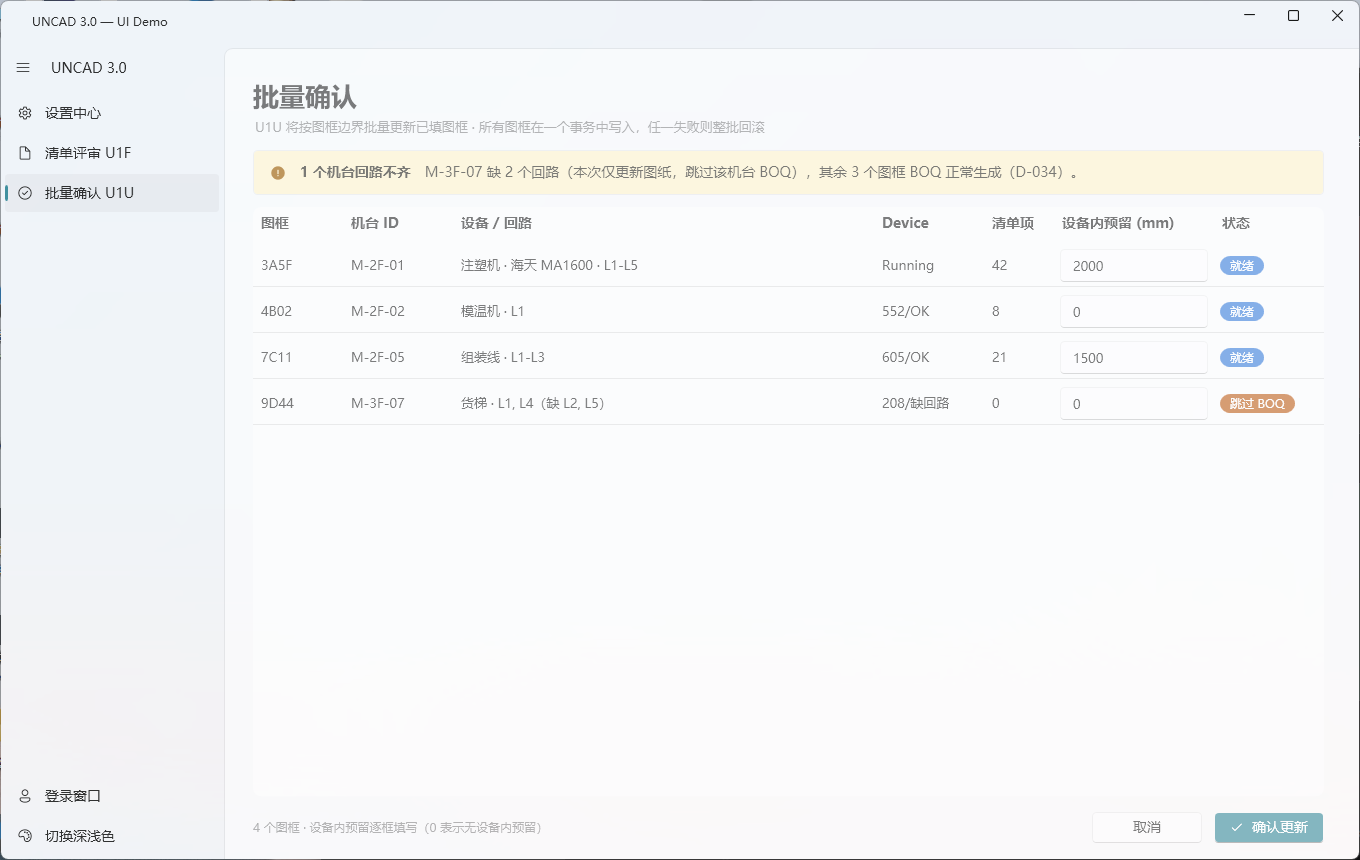 UNCAD 3.0 — UI Demo
UNCAD 3.0
设置中心
清单评审 U1F
批量确认 U1U
登录窗口
切换深浅色
批量确认
U1U 将按图框边界批量更新已填图框 · 所有图框在一个事务中写入，任一失败则整批回滚
1 个机台回路不齐 M-3F-07 缺 2 个回路（本次仅更新图纸，跳过该机台 BOQ），其余 3 个图框 BOQ 正常生成（D-034）。
图框 机台 ID 设备 / 回路 Device 清单项 设备内预留 (mm) 状态
3A5F M-2F-01 注塑机 · 海天 MA1600 · L1-L5 Running 42 2000 就绪
4B02 M-2F-02 模温机 · L1 552/OK 8 0 就绪
7C11 M-2F-05 组装线 · L1-L3 605/OK 21 1500 就绪
9D44 M-3F-07 货梯 · L1, L4（缺 L2, L5） 208/缺回路 0 0 跳过 BOQ
4 个图框 · 设备内预留逐框填写（0 表示无设备内预留）
取消 确认更新